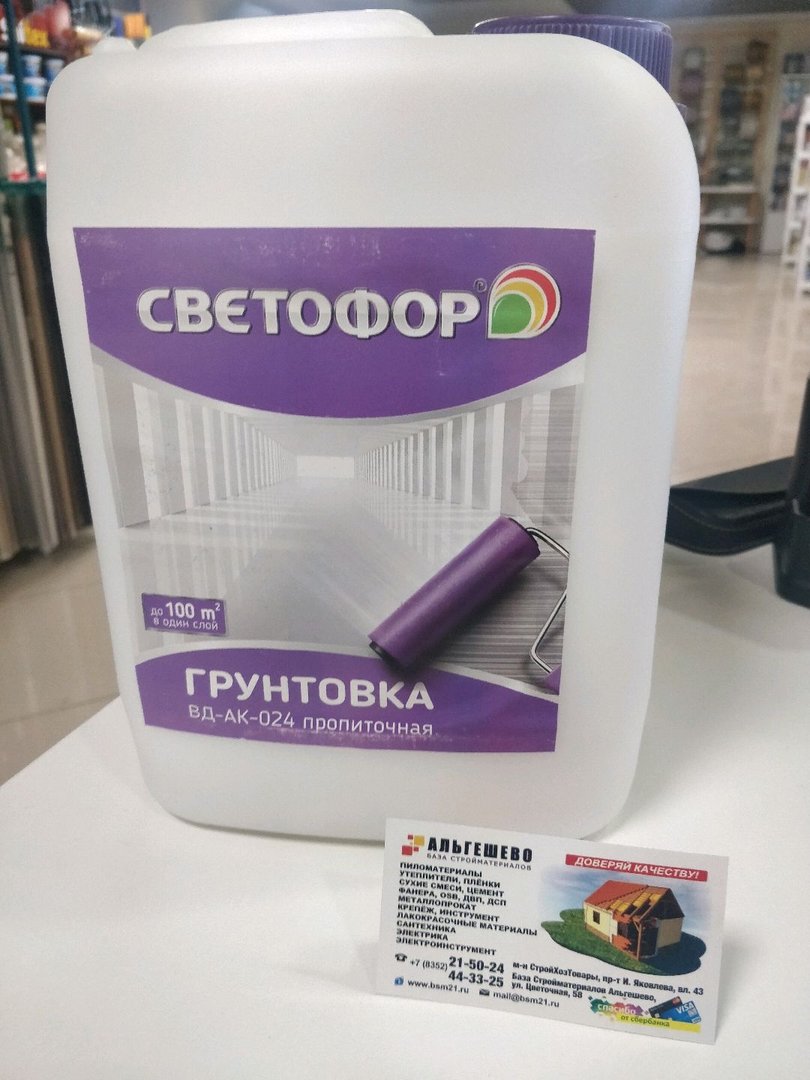 СВЕТОФОР®
до 100 m²
в один слой
ГРУНТОВКА
ВД-АК-024 пропиточная
АЛЬГЕШЕВО
БАЗА СТРОЙМАТЕРИАЛОВ
ДОВЕРЯЙ КАЧЕСТВУ!
ПИЛОМАТЕРИАЛЫ
УТЕПЛИТЕЛИ, ПЛЁНКИ
СУХИЕ СМЕСИ, ЦЕМЕНТ
ФАНЕРА, OSB, ДВП, ДСП
МЕТАЛЛОПРОКАТ
КРЕПЁЖ, ИНСТРУМЕНТ
ЛАКОКРАСОЧНЫЕ МАТЕРИАЛЫ
САНТЕХНИКА
ЭЛЕКТРИКА
ЭЛЕКТРОИНСТРУМЕНТ
+7 (8352) 21-50-24
44-33-25
www.bsm21.ru mail@bsm21.ru
м-н СтройХозТовары, пр-т И. Яковлева, вл. 43
База Стройматериалов Альгешево,
ул. Цветочная, 58
спасибо
от сбербанка
VISA